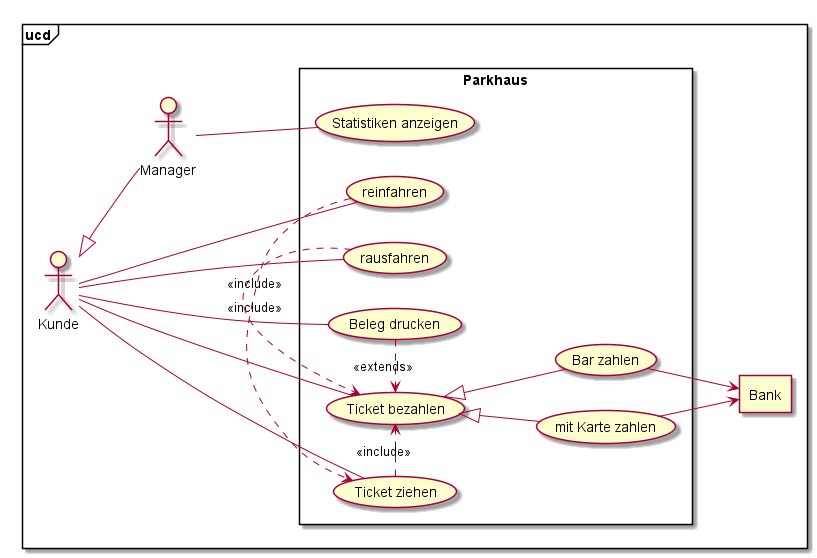 ucd
Parkhaus
Statistiken anzeigen
Manager
reinfahren
rausfahren
«include»
«include»
Kunde
Beleg drucken
«extends»
Bar zahlen
Bank
Ticket bezahlen
mit Karte zahlen
«include»
Ticket ziehen